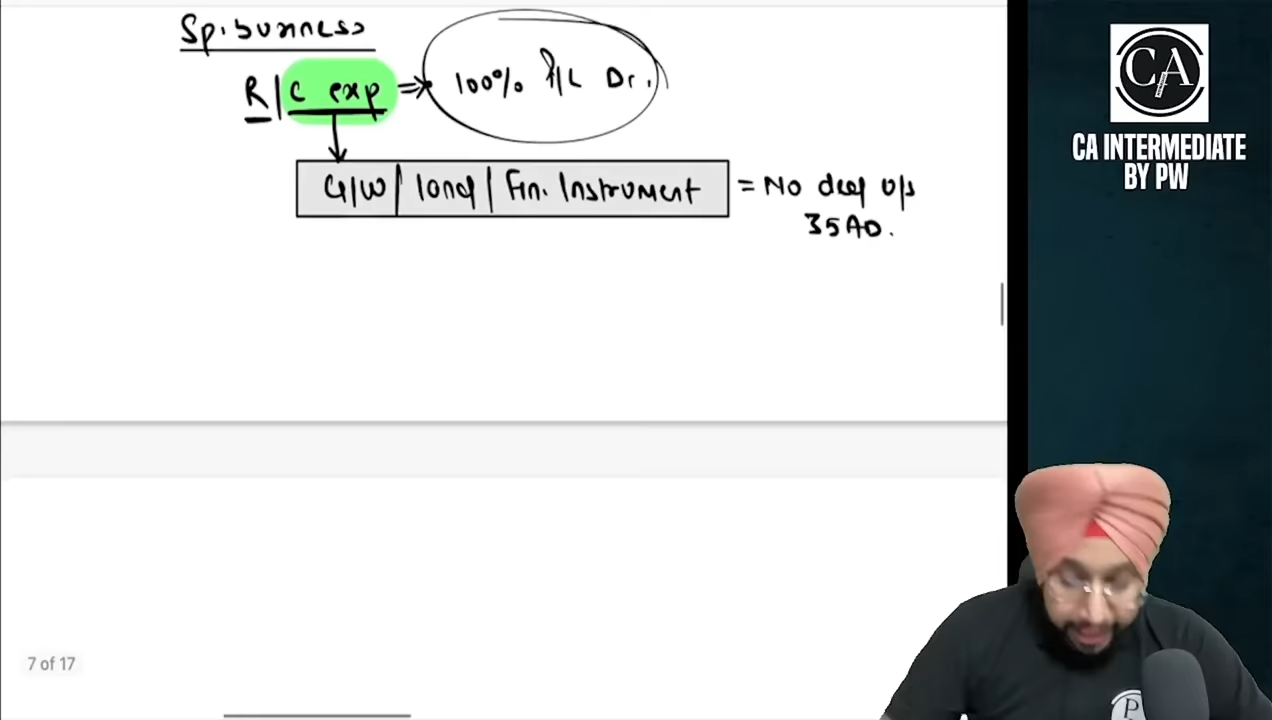 Sp. business
R | C exp ⇒ 100% P/L Dr.
G/W | land | Fin. Instrument = No ded u/s
35AD.
CA
CA INTERMEDIATE
BY PW
7 of 17
P